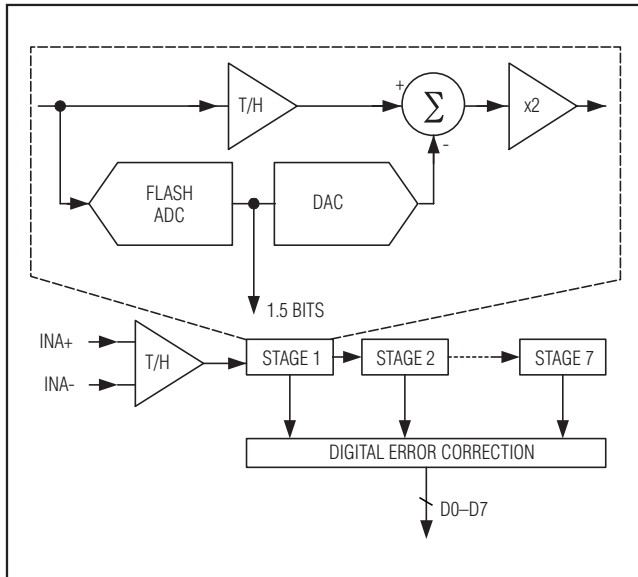 T/H
+
Σ
-
x2
FLASH
ADC
DAC
1.5 BITS
INA+
INA-
T/H
STAGE 1
STAGE 2
STAGE 7
DIGITAL ERROR CORRECTION
D0–D7